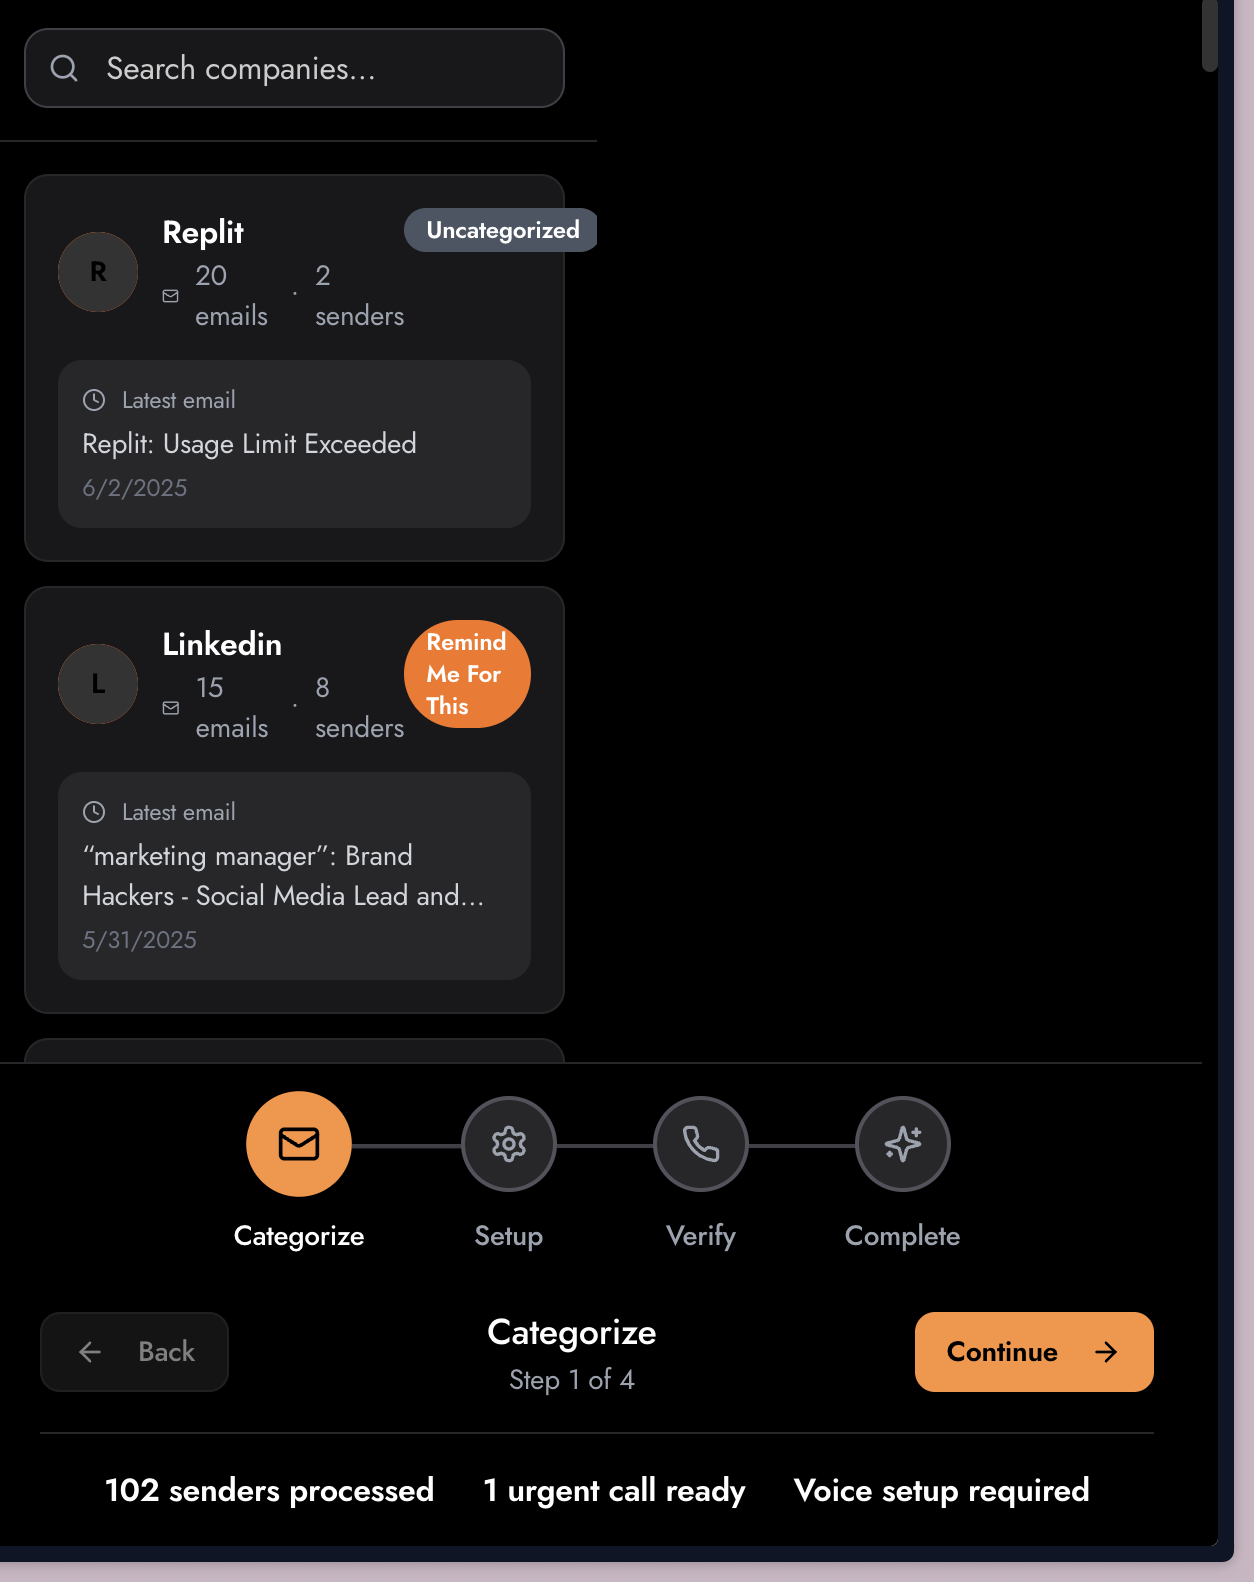 Search companies...
Replit
Uncategorized
R
20
emails
·
2
senders
Latest email
Replit: Usage Limit Exceeded
6/2/2025
Linkedin
Remind
Me For
This
L
15
emails
·
8
senders
Latest email
“marketing manager”: Brand
Hackers - Social Media Lead and...
5/31/2025
Categorize
Setup
Verify
Complete
Back
Categorize
Step 1 of 4
Continue
102 senders processed
1 urgent call ready
Voice setup required